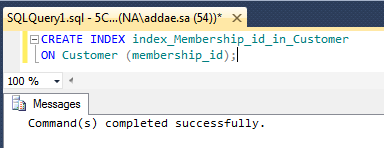 SQLQuery1.sql - 5C...(NA\addae.sa (54))*
CREATE INDEX index_Membership_id_in_Customer
ON Customer (membership_id);
100 %
Messages
Command(s) completed successfully.